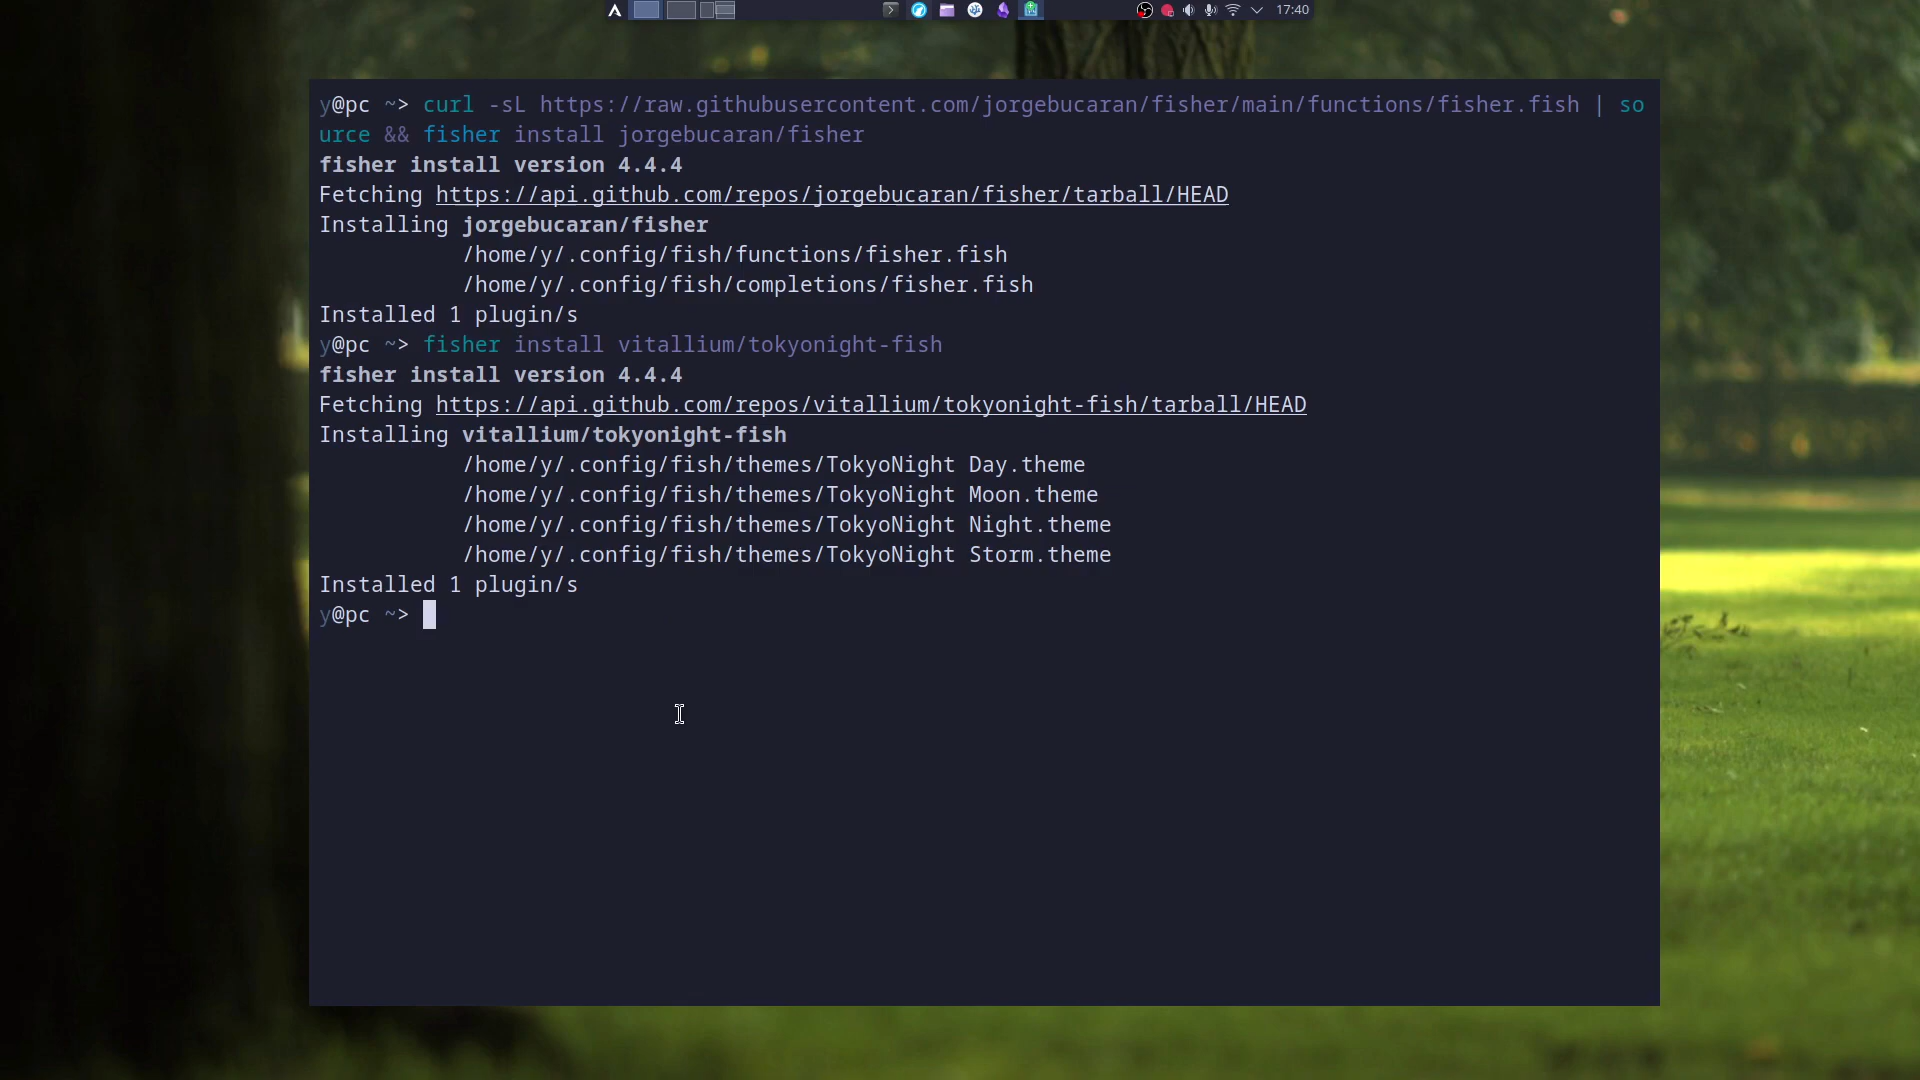 17:40
y@pc ~> curl -sL https://raw.githubusercontent.com/jorgebucaran/fisher/main/functions/fisher.fish | so
urce && fisher install jorgebucaran/fisher
fisher install version 4.4.4
Fetching https://api.github.com/repos/jorgebucaran/fisher/tarball/HEAD
Installing jorgebucaran/fisher
/home/y/.config/fish/functions/fisher.fish
/home/y/.config/fish/completions/fisher.fish
Installed 1 plugin/s
y@pc ~> fisher install vitallium/tokyonight-fish
fisher install version 4.4.4
Fetching https://api.github.com/repos/vitallium/tokyonight-fish/tarball/HEAD
Installing vitallium/tokyonight-fish
/home/y/.config/fish/themes/TokyoNight Day.theme
/home/y/.config/fish/themes/TokyoNight Moon.theme
/home/y/.config/fish/themes/TokyoNight Night.theme
/home/y/.config/fish/themes/TokyoNight Storm.theme
Installed 1 plugin/s
y@pc ~>